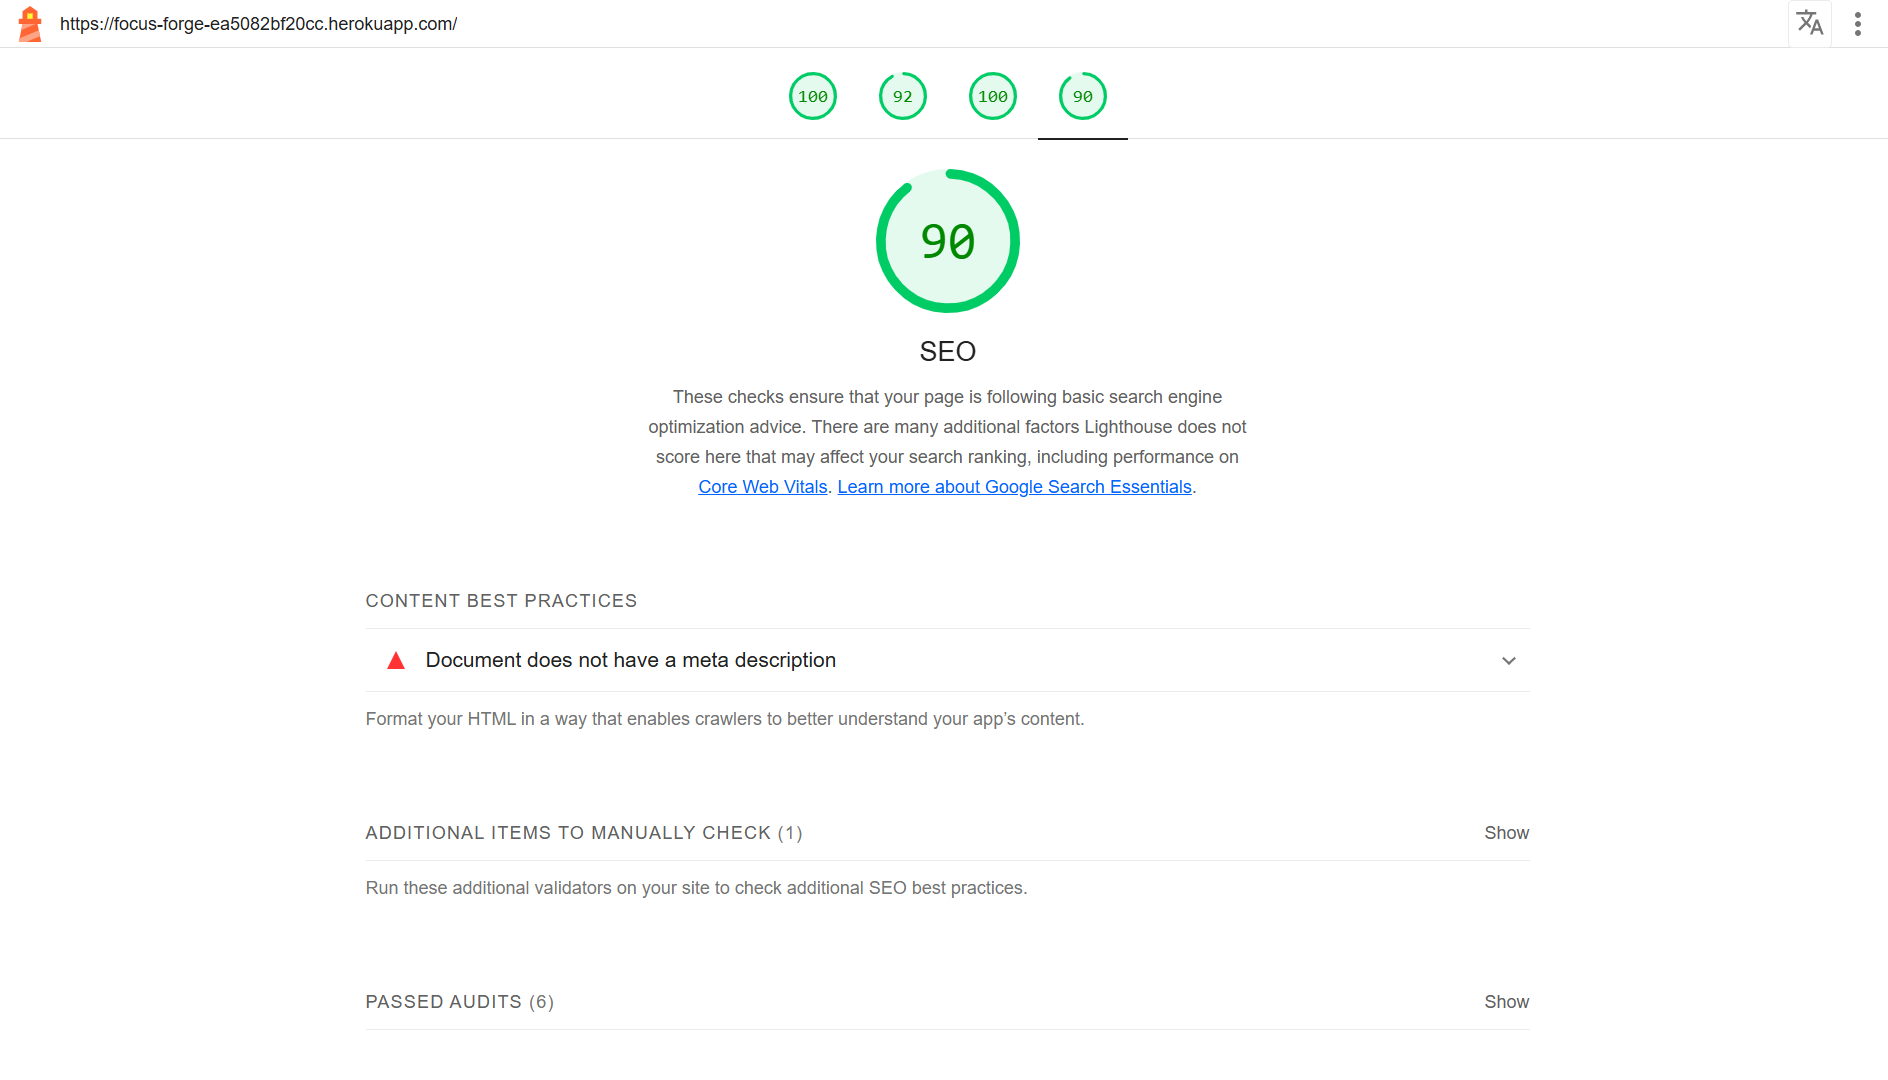 https://focus-forge-ea5082bf20cc.herokuapp.com/
100 92 100 90
90
SEO
These checks ensure that your page is following basic search engine
optimization advice. There are many additional factors Lighthouse does not
score here that may affect your search ranking, including performance on
Core Web Vitals. Learn more about Google Search Essentials.
CONTENT BEST PRACTICES
Document does not have a meta description
Format your HTML in a way that enables crawlers to better understand your app’s content.
ADDITIONAL ITEMS TO MANUALLY CHECK (1) Show
Run these additional validators on your site to check additional SEO best practices.
PASSED AUDITS (6) Show